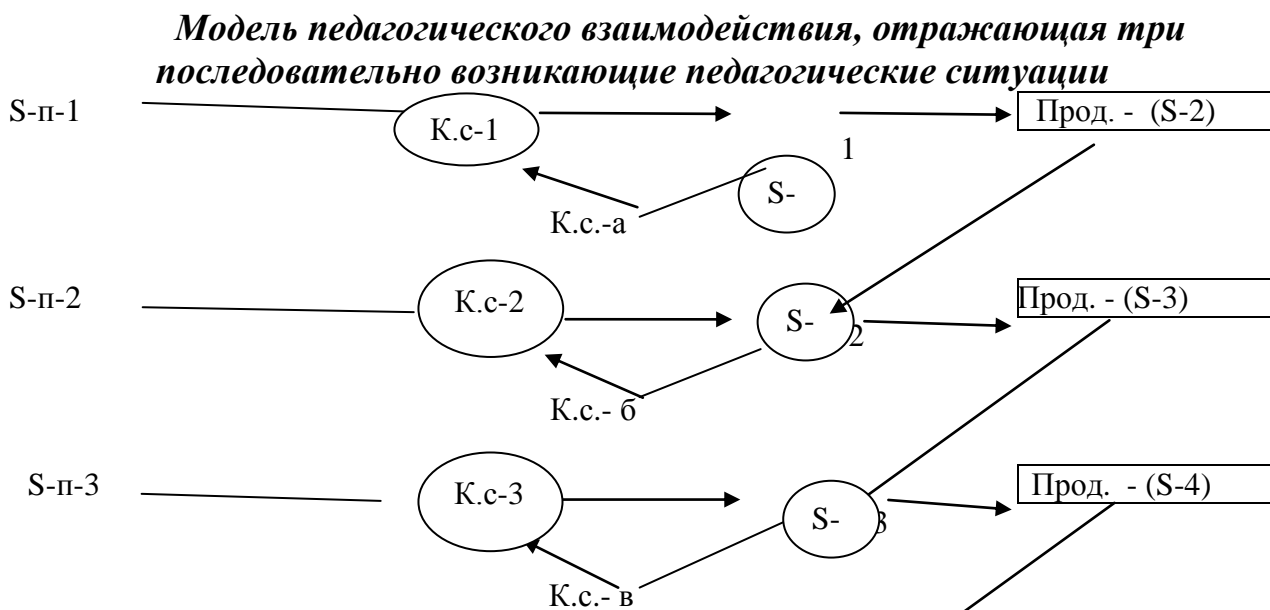 Модель педагогического взаимодействия, отражающая три
последовательно возникающие педагогические ситуации
S-п-1
К.с-1
Прод. - (S-2)
1
S-
К.с.-а
S-п-2
К.с-2
S-
2
Прод. - (S-3)
К.с.- б
S-п-3
К.с-3
S-
3
Прод. - (S-4)
К.с.- в